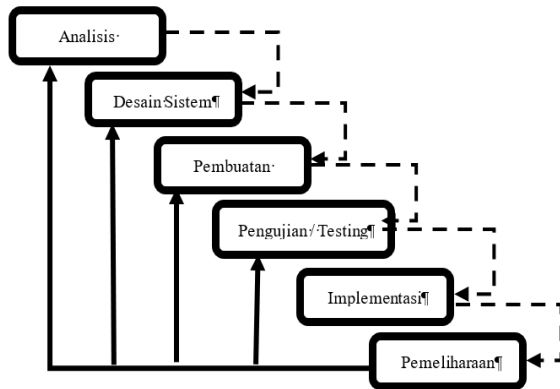 Analisis·
Desain·Sistem¶
Pembuatan·
Pengujian·/·Testing¶
Implementasi¶
Pemeliharaan¶